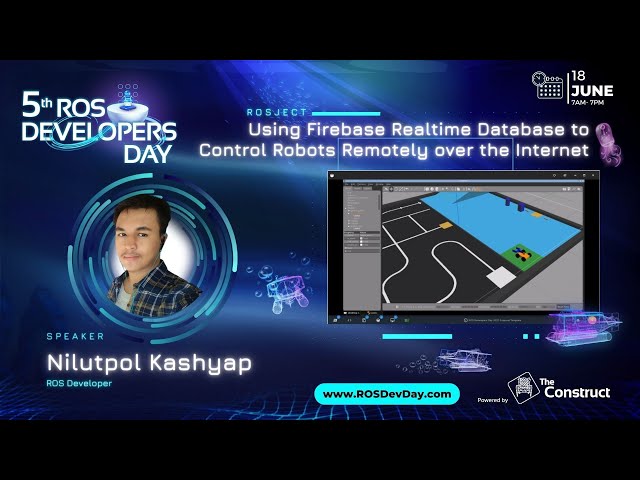 5th ROS
DEVELOPERS
DAY
18
JUNE
7AM- 7PM
ROSJECT
Using Firebase Realtime Database to
Control Robots Remotely over the Internet
SPEAKER
Nilutpol Kashyap
ROS Developer
www.ROSDevDay.com
Powered by
The
Construct